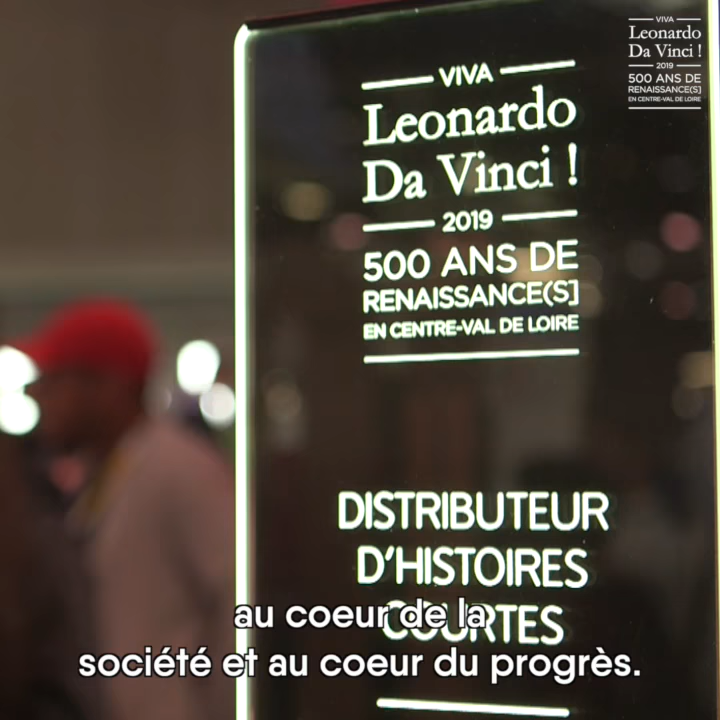 VIVA
Leonardo
Da Vinci !
2019
500 ANS DE
RENAISSANCE(S]
EN CENTRE-VAL DE LOIRE
VIVA
Leonardo
Da Vinci !
2019
500 ANS DE
RENAISSANCE(S]
EN CENTRE-VAL DE LOIRE
DISTRIBUTEUR
D'HISTOIRES
COURTES
au coeur de la
société et au coeur du progrès.